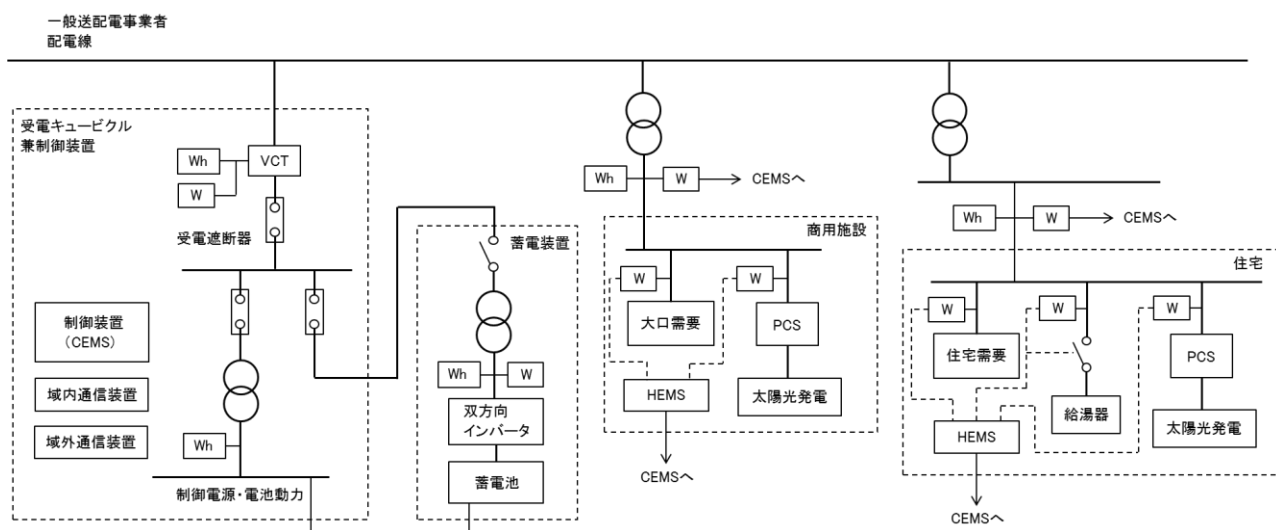 一般送配電事業者
配電線
受電キュービクル
兼制御装置
Wh
VCT
W
受電遮断器
制御装置
(CEMS)
域内通信装置
域外通信装置
Wh
制御電源・電池動力
蓄電装置
Wh
W
双方向
インバータ
蓄電池
Wh
W
CEMSへ
商用施設
W
W
大口需要
PCS
HEMS
太陽光発電
CEMSへ
Wh
W
CEMSへ
住宅
W
W
W
住宅需要
PCS
給湯器
HEMS
太陽光発電
CEMSへ